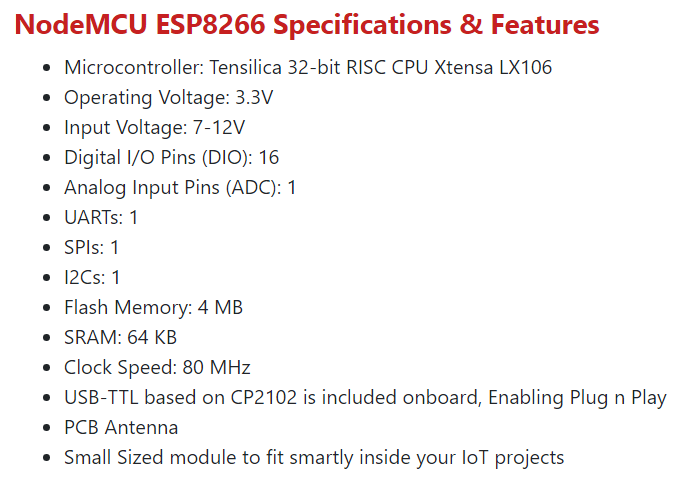 NodeMCU ESP8266 Specifications & Features
• Microcontroller: Tensilica 32-bit RISC CPU Xtensa LX106
• Operating Voltage: 3.3V
• Input Voltage: 7-12V
• Digital I/O Pins (DIO): 16
• Analog Input Pins (ADC): 1
• UARTs: 1
• SPIs: 1
• I2Cs: 1
• Flash Memory: 4 MB
• SRAM: 64 KB
• Clock Speed: 80 MHz
• USB-TTL based on CP2102 is included onboard, Enabling Plug n Play
• PCB Antenna
• Small Sized module to fit smartly inside your IoT projects